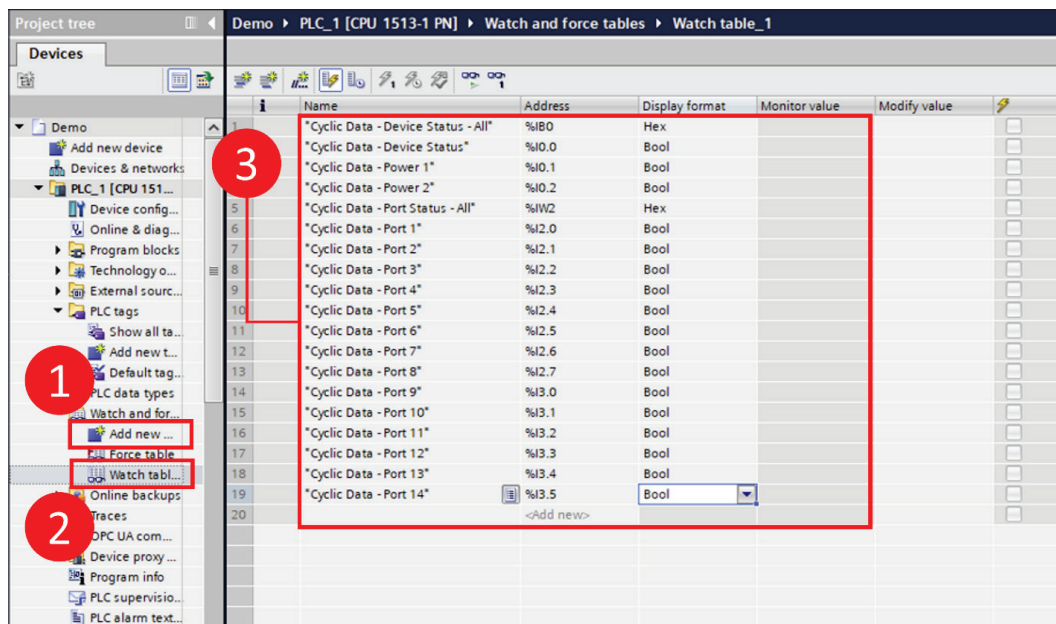 Project tree
Demo ▸ PLC_1 [CPU 1513-1 PN] ▸ Watch and force tables ▸ Watch table_1
Devices
i Name Address Display format Monitor value Modify value
Demo
Add new device
Devices & networks
PLC_1 [CPU 151...
Device config...
Online & diag...
Program blocks
Technology o...
External sourc...
PLC tags
Show all ta...
Add new t...
Default tag...
PLC data types
Watch and for...
Add new ...
Force table
Watch tabl...
Online backups
Traces
OPC UA com...
Device proxy ...
Program info
PLC supervisio...
PLC alarm text...
1
2
3
1 "Cyclic Data - Device Status - All" %IB0 Hex
"Cyclic Data - Device Status" %I0.0 Bool
"Cyclic Data - Power 1" %I0.1 Bool
"Cyclic Data - Power 2" %I0.2 Bool
5 "Cyclic Data - Port Status - All" %IW2 Hex
6 "Cyclic Data - Port 1" %I2.0 Bool
7 "Cyclic Data - Port 2" %I2.1 Bool
8 "Cyclic Data - Port 3" %I2.2 Bool
9 "Cyclic Data - Port 4" %I2.3 Bool
10 "Cyclic Data - Port 5" %I2.4 Bool
11 "Cyclic Data - Port 6" %I2.5 Bool
12 "Cyclic Data - Port 7" %I2.6 Bool
13 "Cyclic Data - Port 8" %I2.7 Bool
14 "Cyclic Data - Port 9" %I3.0 Bool
15 "Cyclic Data - Port 10" %I3.1 Bool
16 "Cyclic Data - Port 11" %I3.2 Bool
17 "Cyclic Data - Port 12" %I3.3 Bool
18 "Cyclic Data - Port 13" %I3.4 Bool
19 "Cyclic Data - Port 14" %I3.5 Bool
20 <Add new>